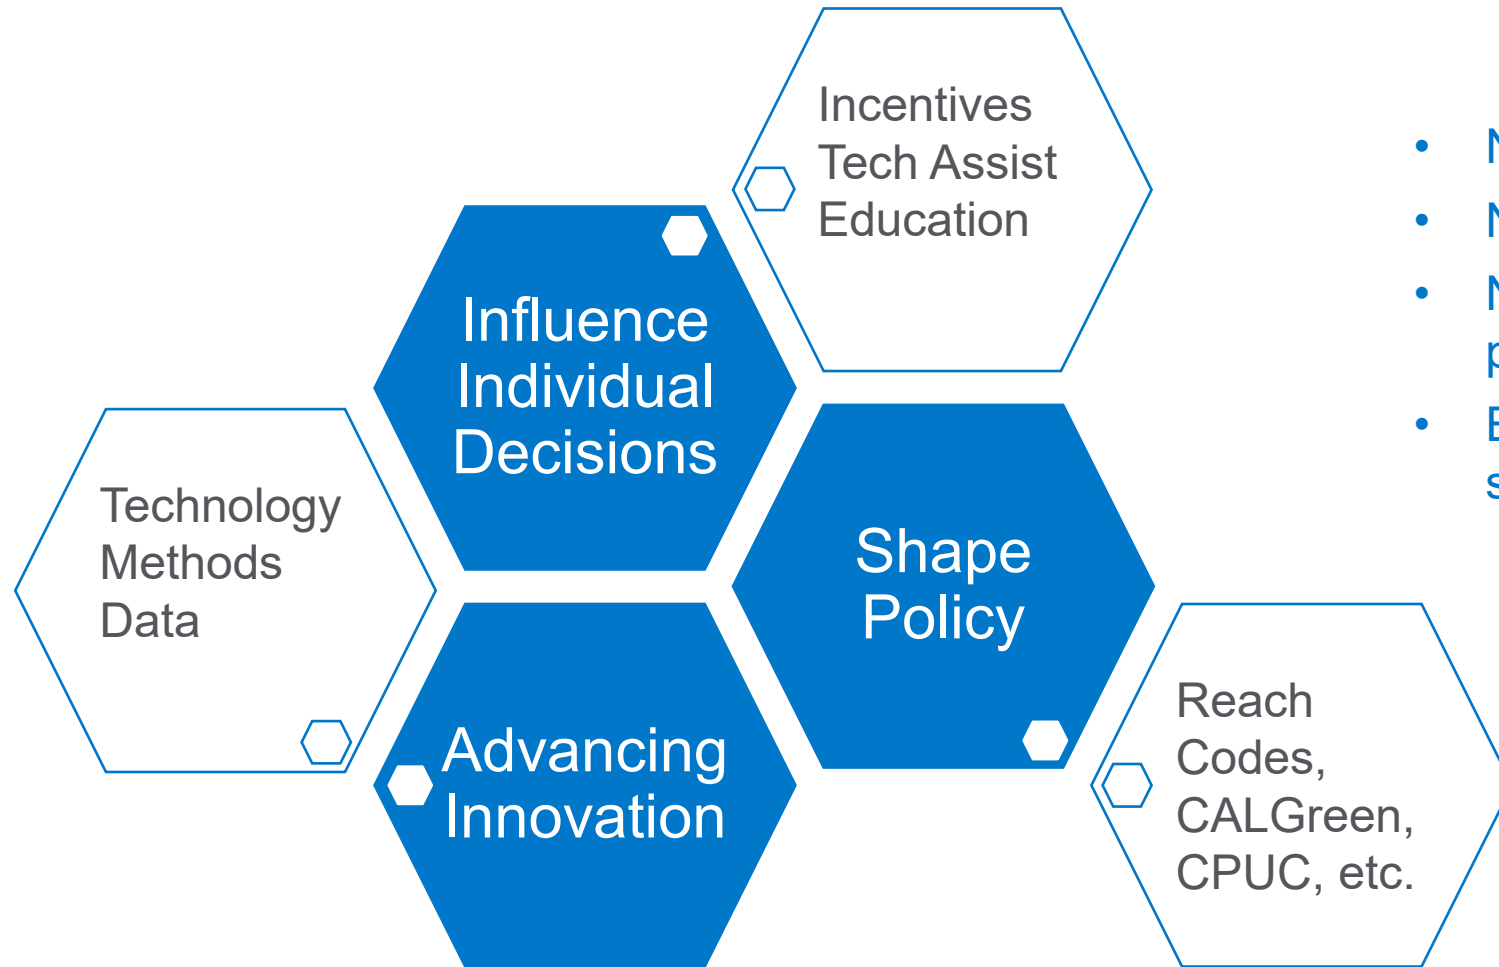 Incentives
Tech Assist
Education
Influence
Individual
Decisions
Technology
Methods
Data
Shape
Policy
Advancing
Innovation
Reach
Codes,
CALGreen,
CPUC, etc.